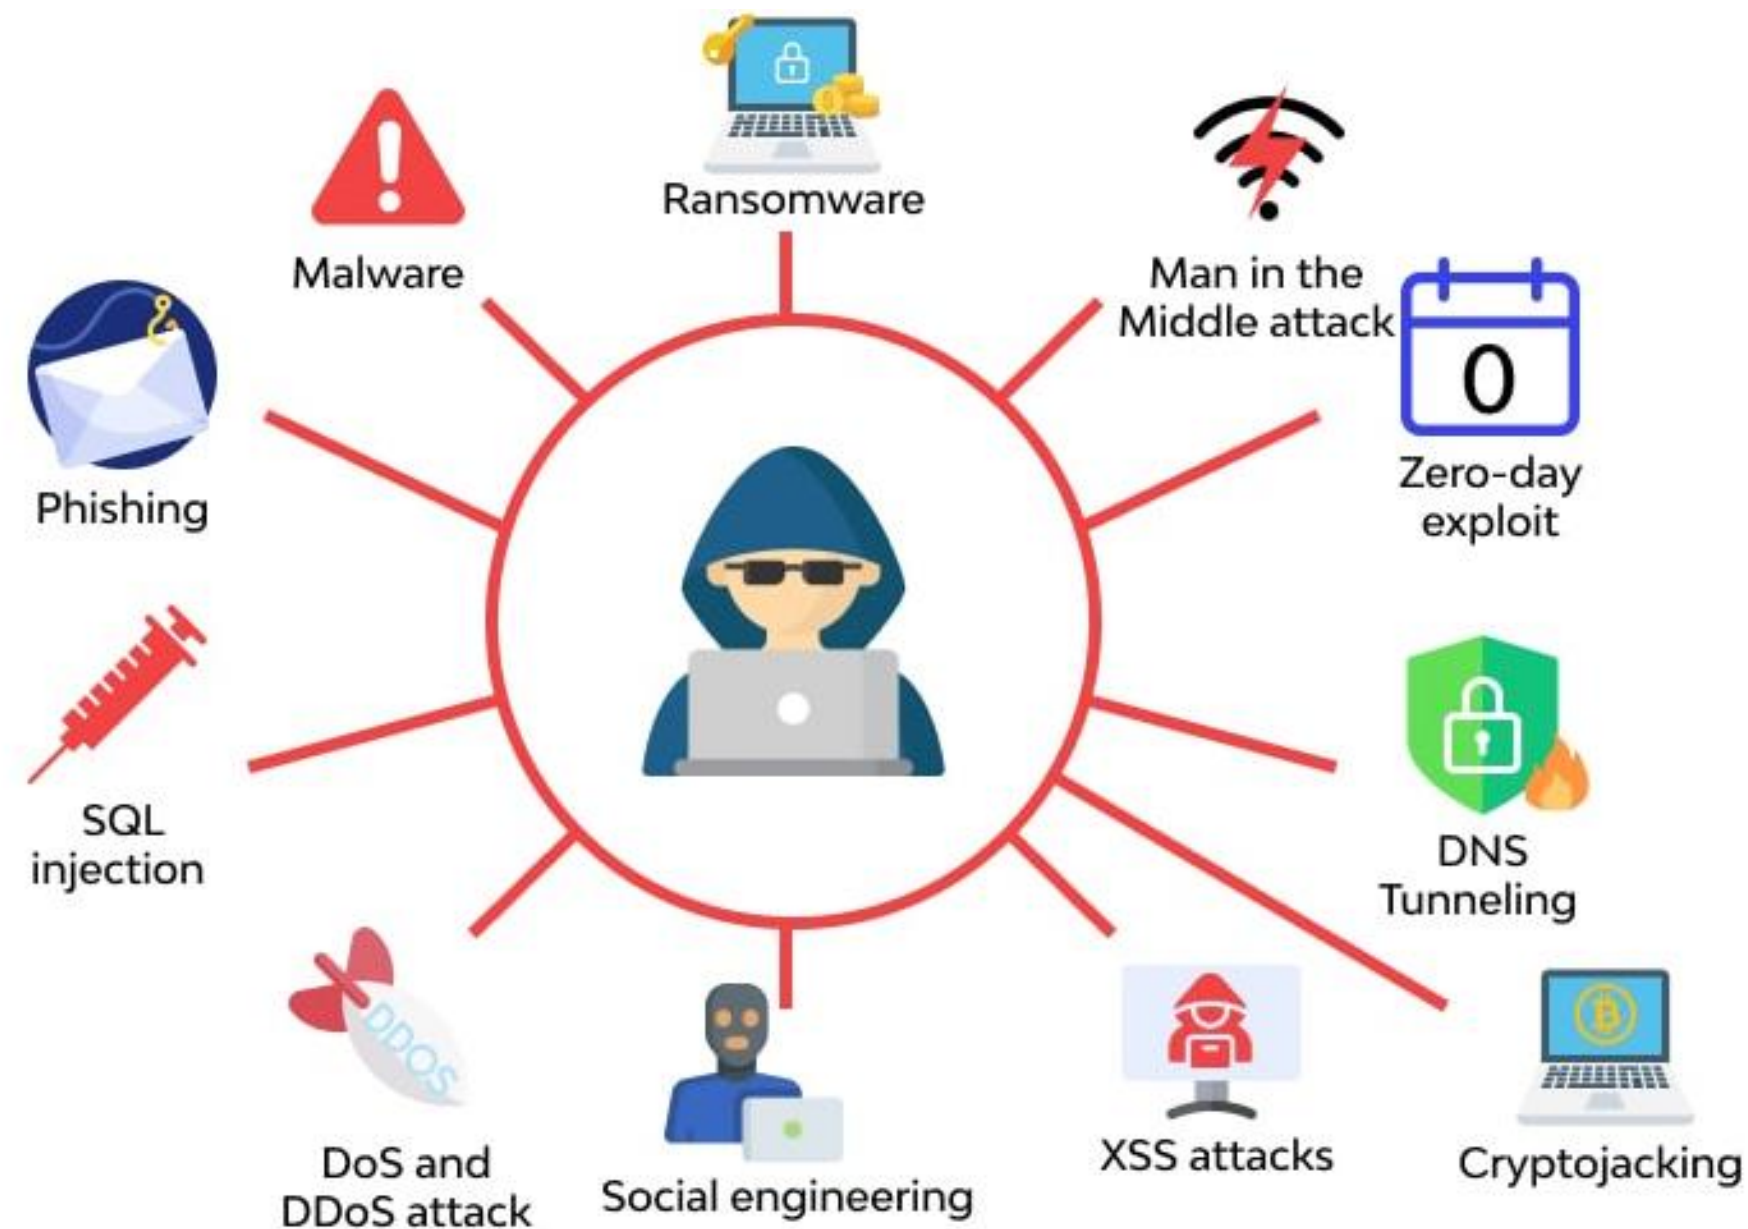 Ransomware
Malware
Man in the
Middle attack
0
Phishing
Zero-day
exploit
SQL
injection
DNS
Tunneling
DDOS
DoS and
DDoS attack
Social engineering
XSS attacks
Cryptojacking